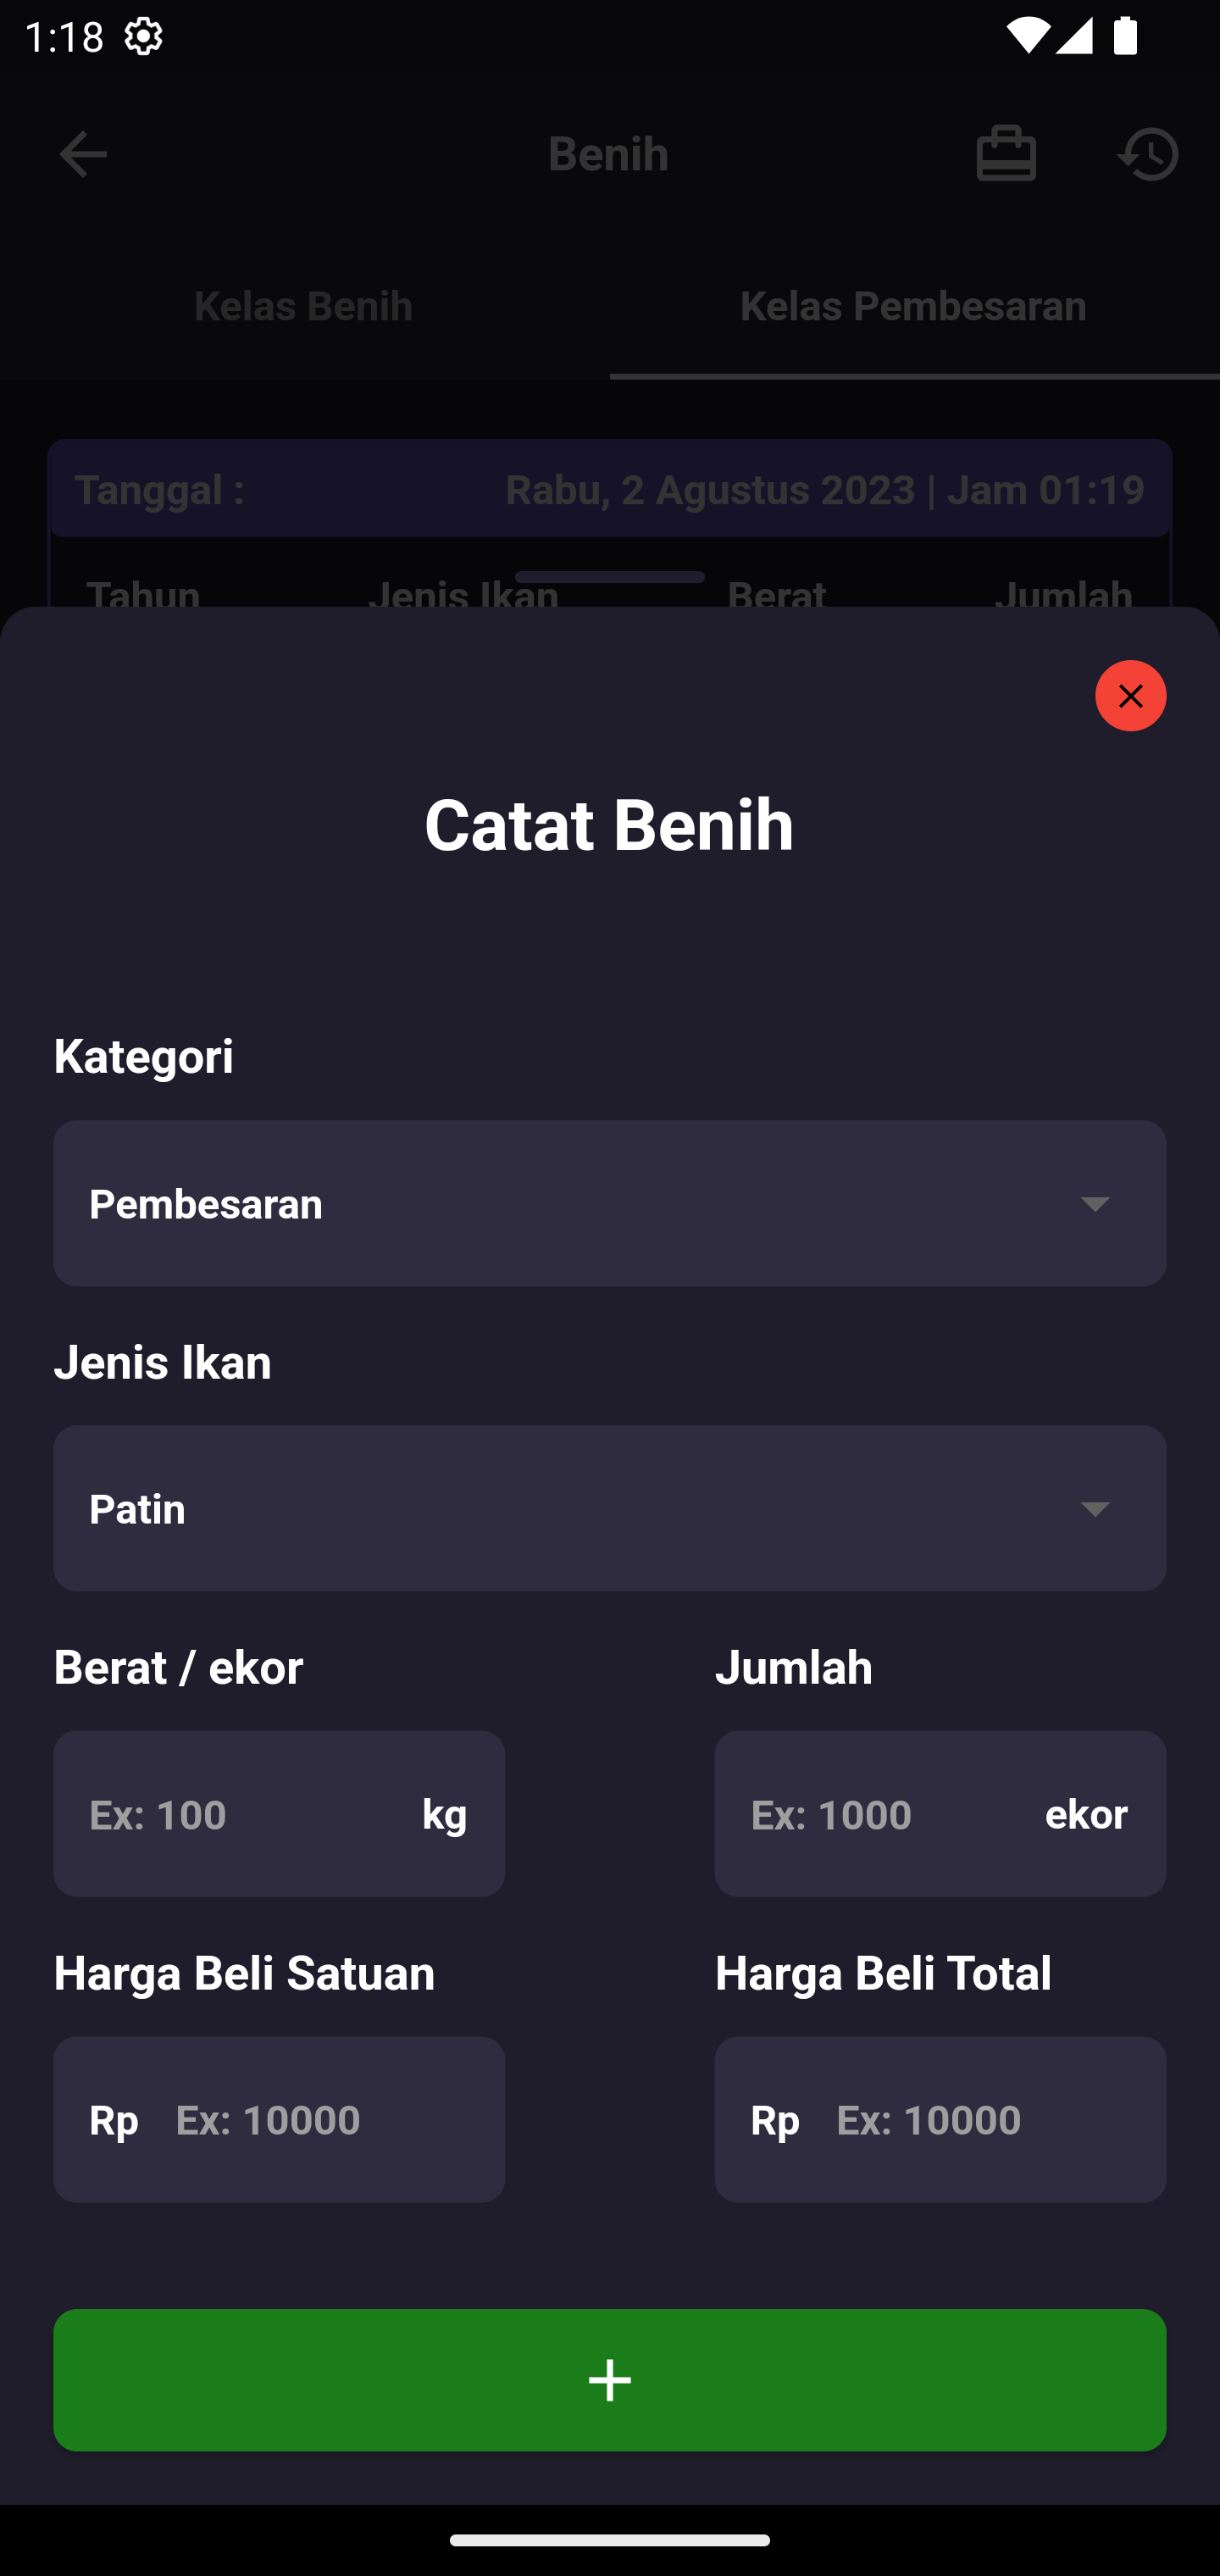 1:18
Benih
Kelas Benih Kelas Pembesaran
Tanggal : Rabu, 2 Agustus 2023 | Jam 01:19
Tahun Jenis Ikan Berat Jumlah
Catat Benih
Kategori
Pembesaran
Jenis Ikan
Patin
Berat / ekor Jumlah
Ex: 100 kg Ex: 1000 ekor
Harga Beli Satuan Harga Beli Total
Rp Ex: 10000 Rp Ex: 10000